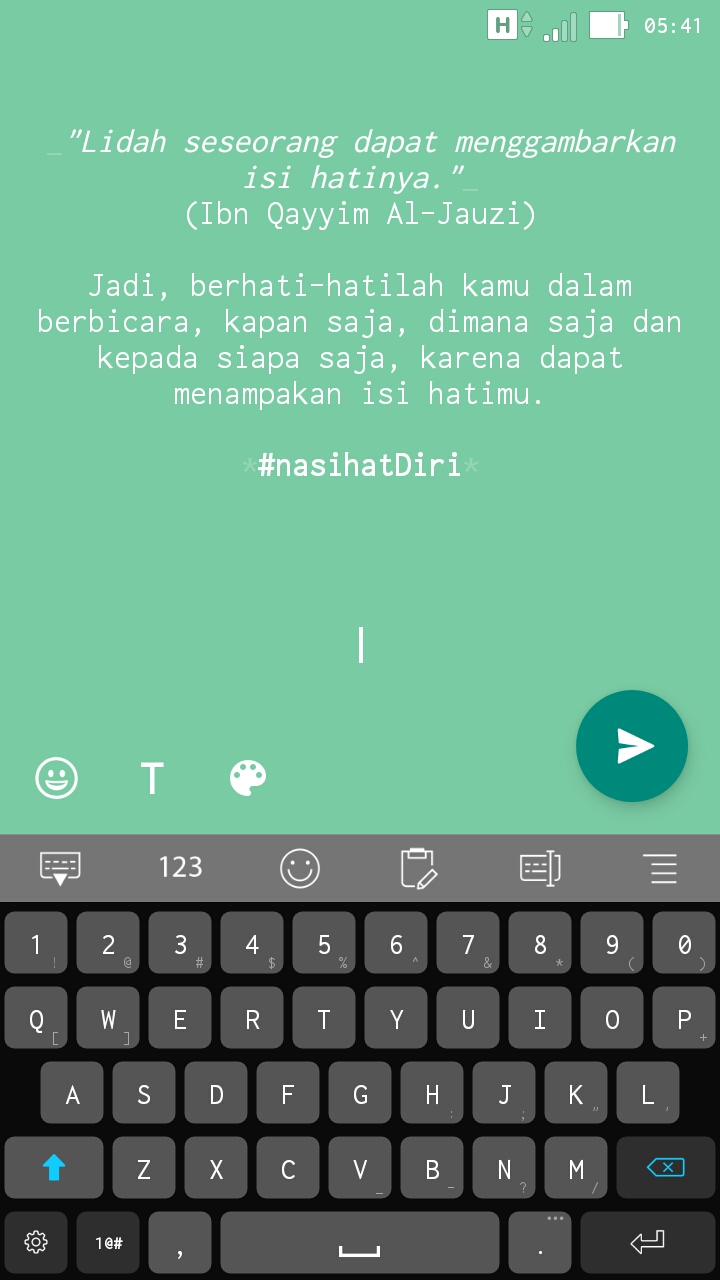 H 05:41
_"Lidah seseorang dapat menggambarkan
isi hatinya."_
(Ibn Qayyim Al-Jauzi)
Jadi, berhati-hatilah kamu dalam
berbicara, kapan saja, dimana saja dan
kepada siapa saja, karena dapat
menampakan isi hatimu.
*#nasihatDiri*
T
123
1 ! 2 @ 3 # 4 $ 5 % 6 ^ 7 & 8 * 9 ( 0 )
Q [ W ] E R T Y U I O P +
A S D F G H : J ; K " L '
Z X C V _ B - N ? M /
1@# , . ...